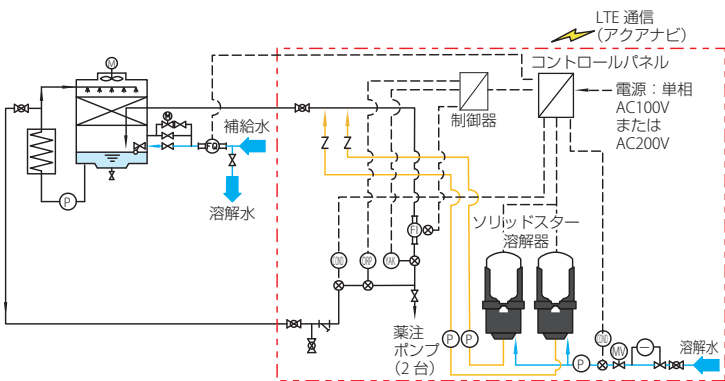 LTE 通信
(アクアナビ)
コントロールパネル
電源：単相
AC100V
または
AC200V
制御器
M
M
補給水
FQ
溶解水
P
Z
Z
FI
ソリッドスター
溶解器
COND
ORP
YAK
薬注
ポンプ
(2 台)
P
P
P
COND
MV
溶解水